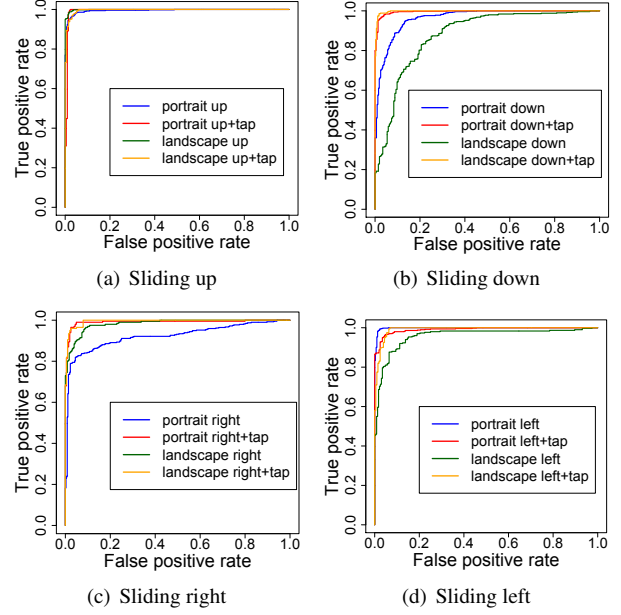 True positive rate
0.0 0.2 0.4 0.6 0.8 1.0
portrait up
portrait up+tap
landscape up
landscape up+tap
0.0 0.2 0.4 0.6 0.8 1.0
False positive rate
(a) Sliding up
True positive rate
0.0 0.2 0.4 0.6 0.8 1.0
portrait down
portrait down+tap
landscape down
landscape down+tap
0.0 0.2 0.4 0.6 0.8 1.0
False positive rate
(b) Sliding down
True positive rate
0.0 0.2 0.4 0.6 0.8 1.0
portrait right
portrait right+tap
landscape right
landscape right+tap
0.0 0.2 0.4 0.6 0.8 1.0
False positive rate
(c) Sliding right
True positive rate
0.0 0.2 0.4 0.6 0.8 1.0
portrait left
portrait left+tap
landscape left
landscape left+tap
0.0 0.2 0.4 0.6 0.8 1.0
False positive rate
(d) Sliding left